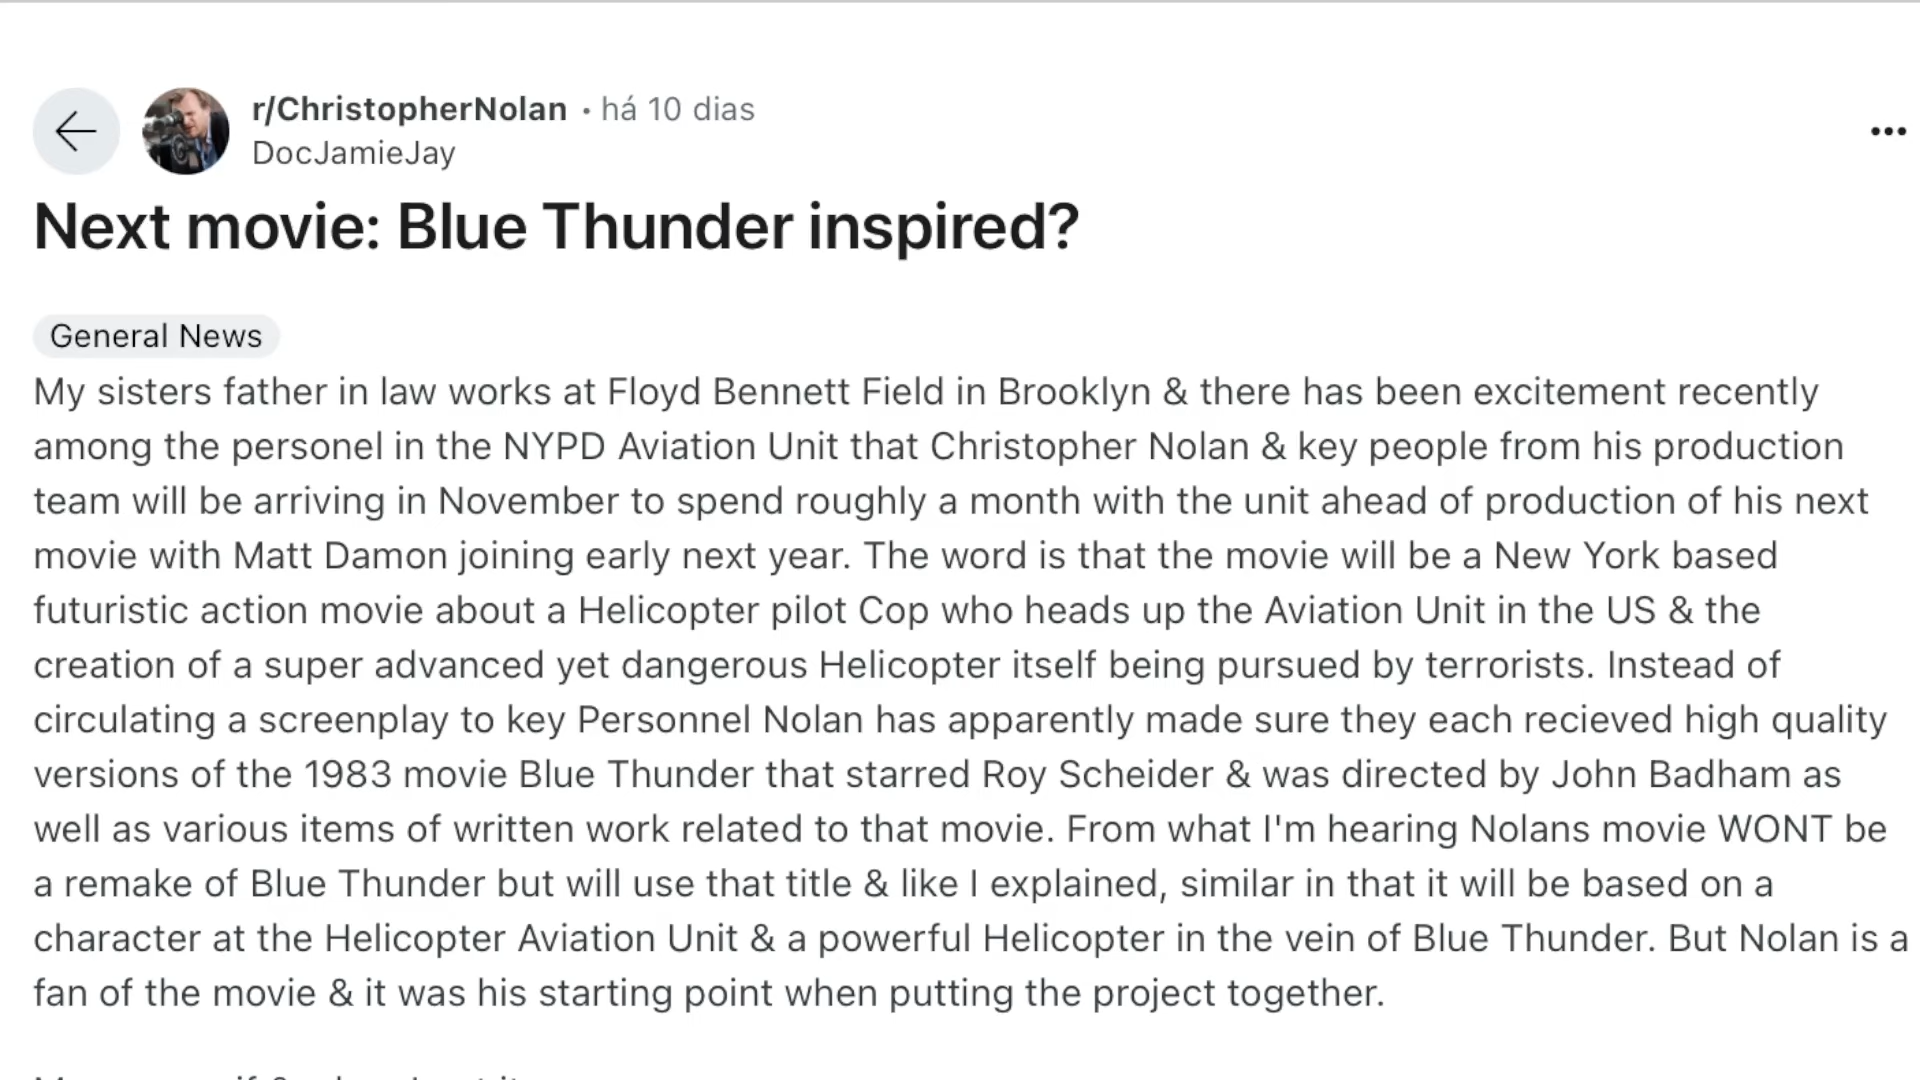 r/ChristopherNolan • há 10 dias
DocJamieJay
Next movie: Blue Thunder inspired?
General News
My sisters father in law works at Floyd Bennett Field in Brooklyn & there has been excitement recently
among the personel in the NYPD Aviation Unit that Christopher Nolan & key people from his production
team will be arriving in November to spend roughly a month with the unit ahead of production of his next
movie with Matt Damon joining early next year. The word is that the movie will be a New York based
futuristic action movie about a Helicopter pilot Cop who heads up the Aviation Unit in the US & the
creation of a super advanced yet dangerous Helicopter itself being pursued by terrorists. Instead of
circulating a screenplay to key Personnel Nolan has apparently made sure they each recieved high quality
versions of the 1983 movie Blue Thunder that starred Roy Scheider & was directed by John Badham as
well as various items of written work related to that movie. From what I'm hearing Nolans movie WONT be
a remake of Blue Thunder but will use that title & like I explained, similar in that it will be based on a
character at the Helicopter Aviation Unit & a powerful Helicopter in the vein of Blue Thunder. But Nolan is a
fan of the movie & it was his starting point when putting the project together.